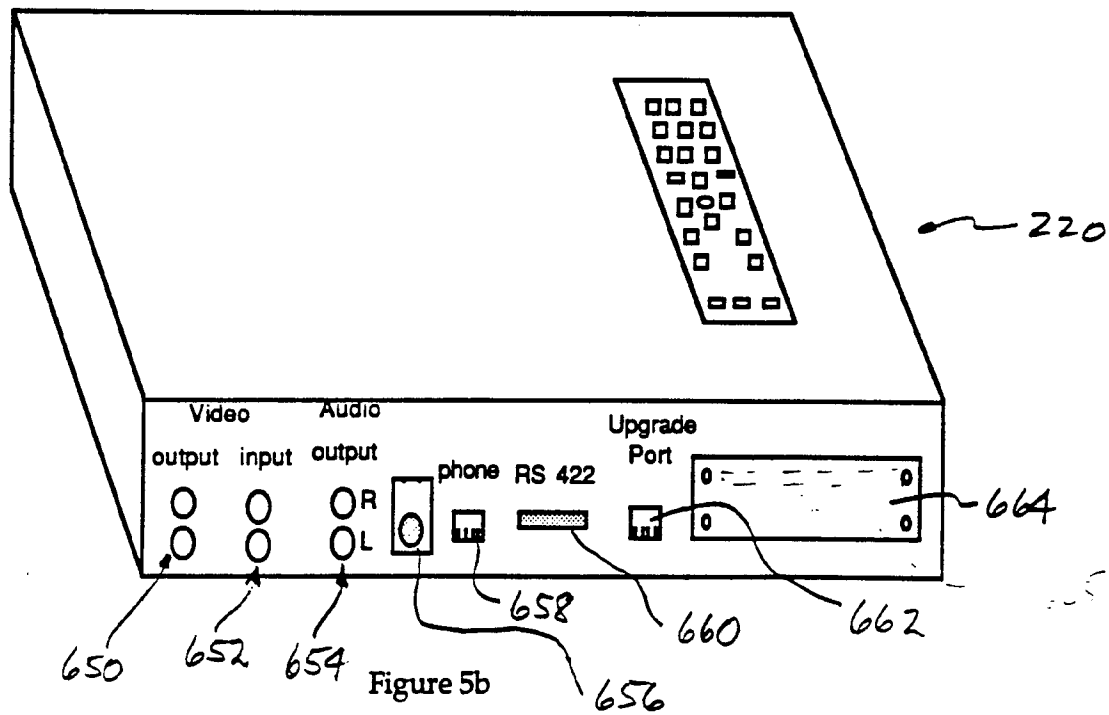 220
Video Audio
output input output
R
L
phone RS 422
Upgrade
Port
664
650
652
654
658
660
662
656
Figure 5b